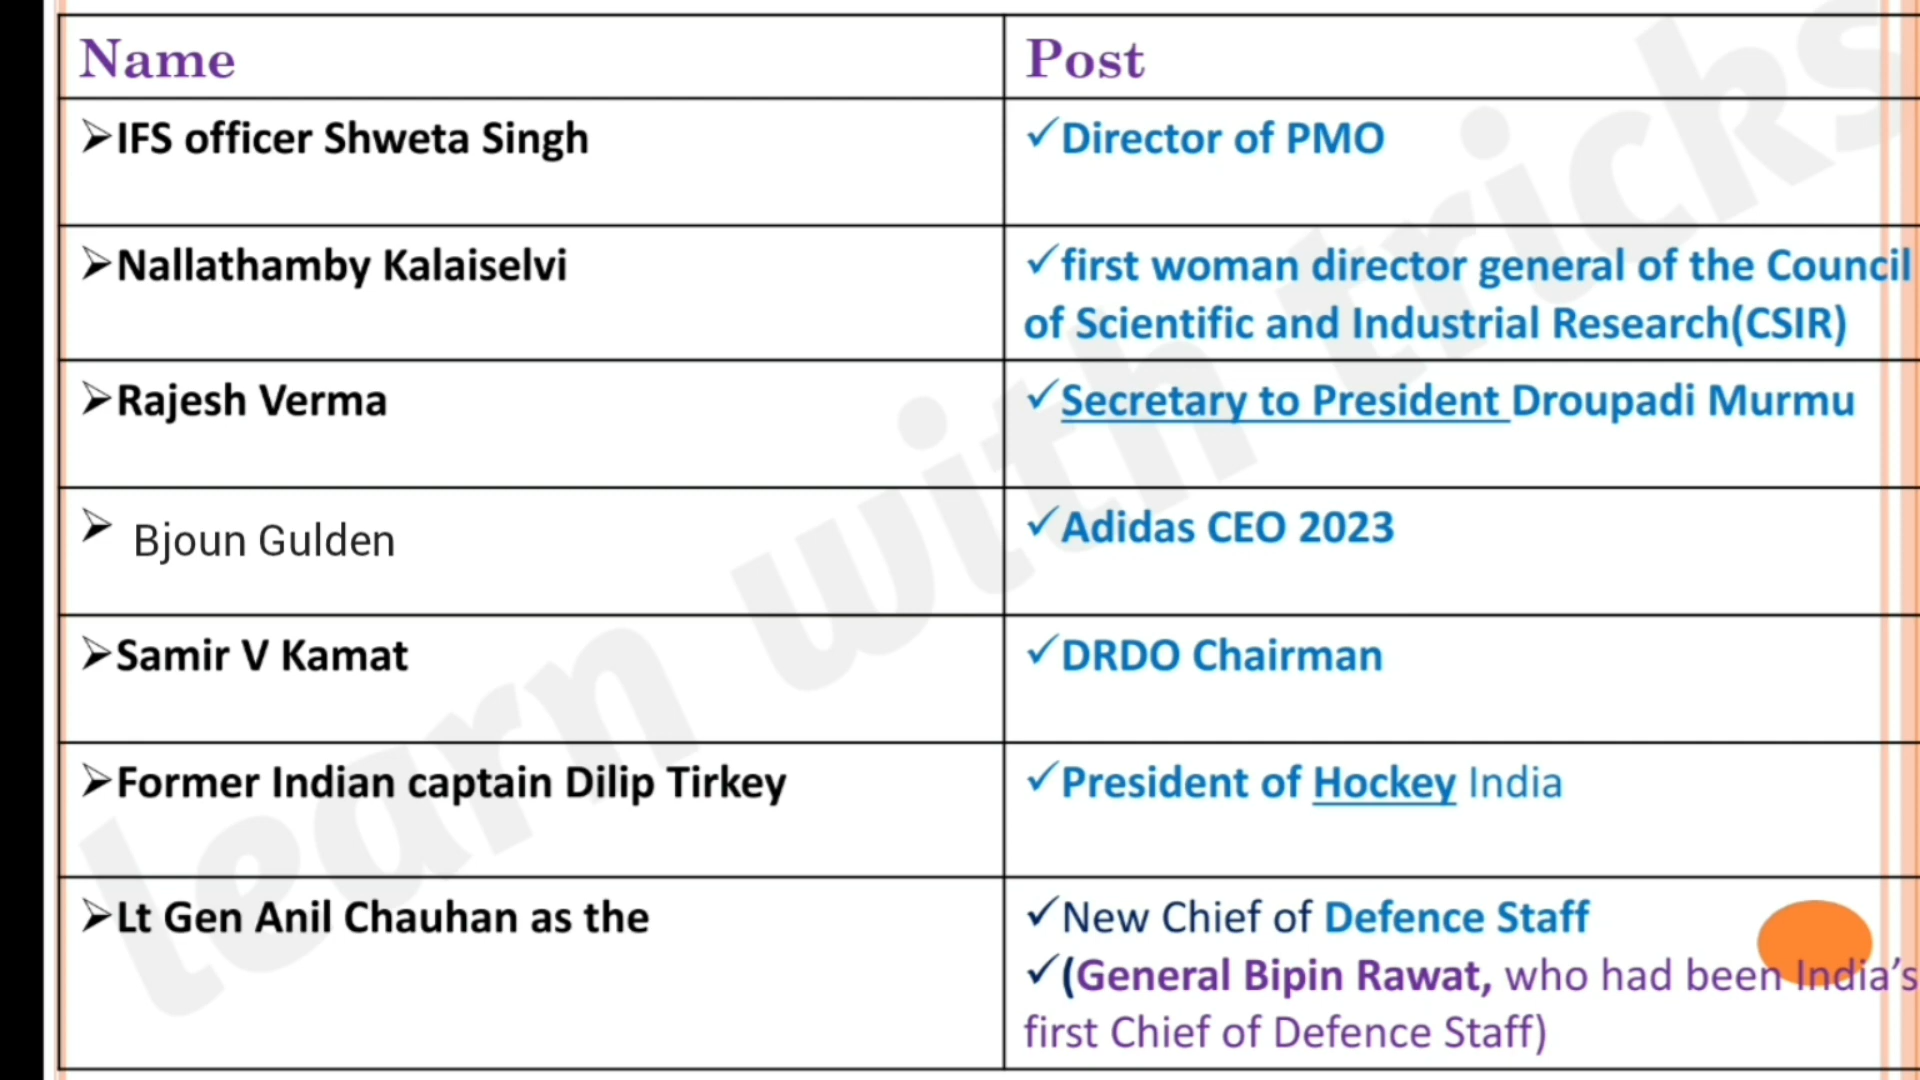 Name
Post
➢IFS officer Shweta Singh
✓Director of PMO
➢Nallathamby Kalaiselvi
✓first woman director general of the Council
of Scientific and Industrial Research(CSIR)
➢Rajesh Verma
✓Secretary to President Droupadi Murmu
➢ Bjoun Gulden
✓Adidas CEO 2023
➢Samir V Kamat
✓DRDO Chairman
➢Former Indian captain Dilip Tirkey
✓President of Hockey India
➢Lt Gen Anil Chauhan as the
✓New Chief of Defence Staff
✓(General Bipin Rawat, who had been India’s
first Chief of Defence Staff)
learn with tricks